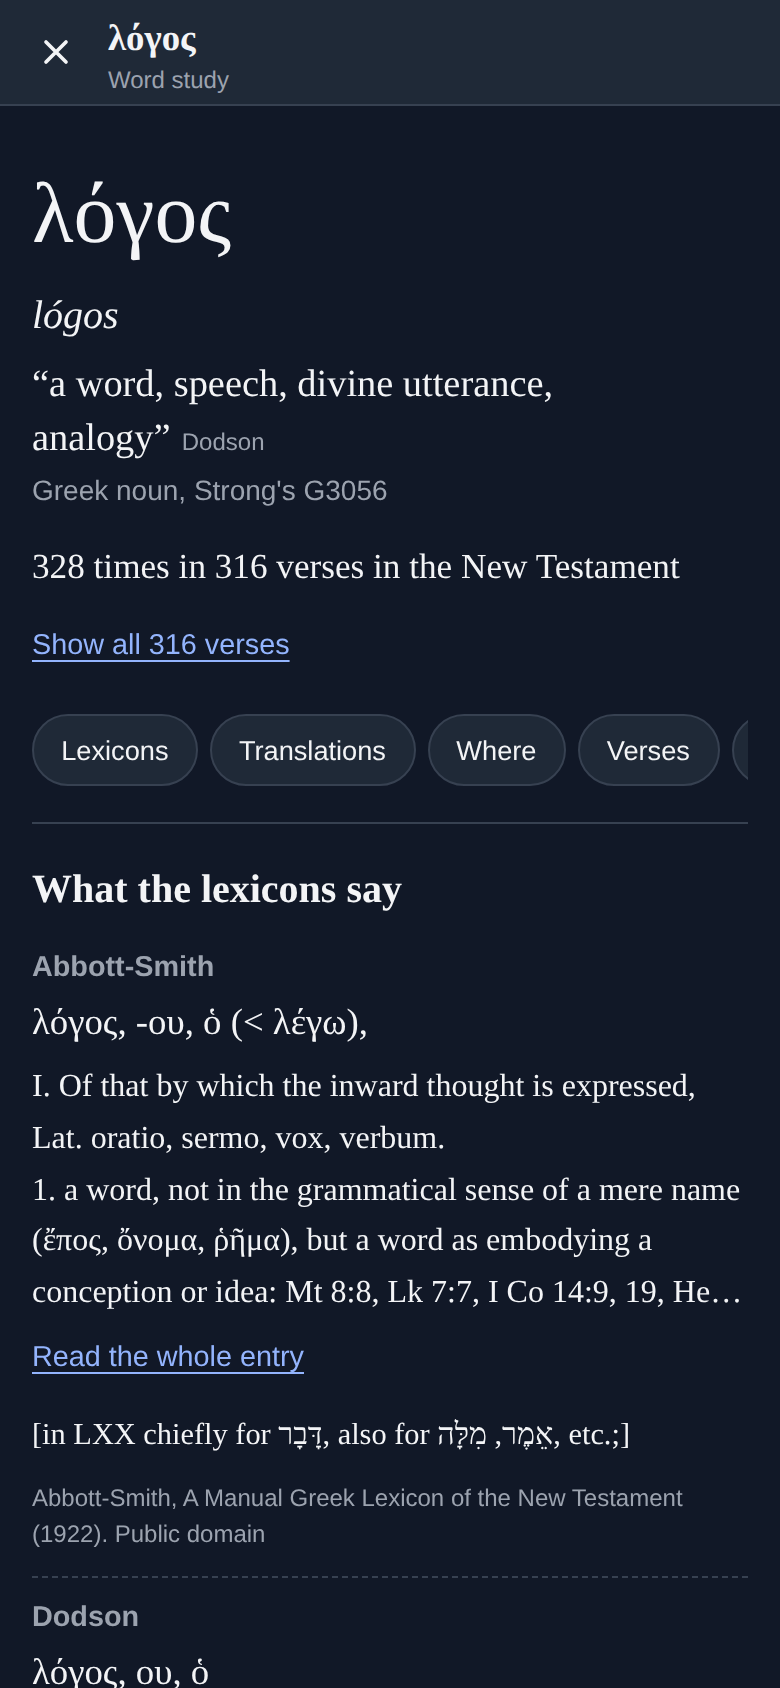 λόγος
Word study
λόγος
lógos
“a word, speech, divine utterance,
analogy” Dodson
Greek noun, Strong's G3056
328 times in 316 verses in the New Testament
Show all 316 verses
Lexicons Translations Where Verses
What the lexicons say
Abbott-Smith
λόγος, -ου, ὁ (< λέγω),
I. Of that by which the inward thought is expressed,
Lat. oratio, sermo, vox, verbum.
1. a word, not in the grammatical sense of a mere name
(ἔπος, ὄνομα, ῥῆμα), but a word as embodying a
conception or idea: Mt 8:8, Lk 7:7, I Co 14:9, 19, He…
Read the whole entry
[in LXX chiefly for דָּבָר, also for אֵמֶר, מִלָּה, etc.;]
Abbott-Smith, A Manual Greek Lexicon of the New Testament
(1922). Public domain
Dodson
λόγος, ου, ὁ